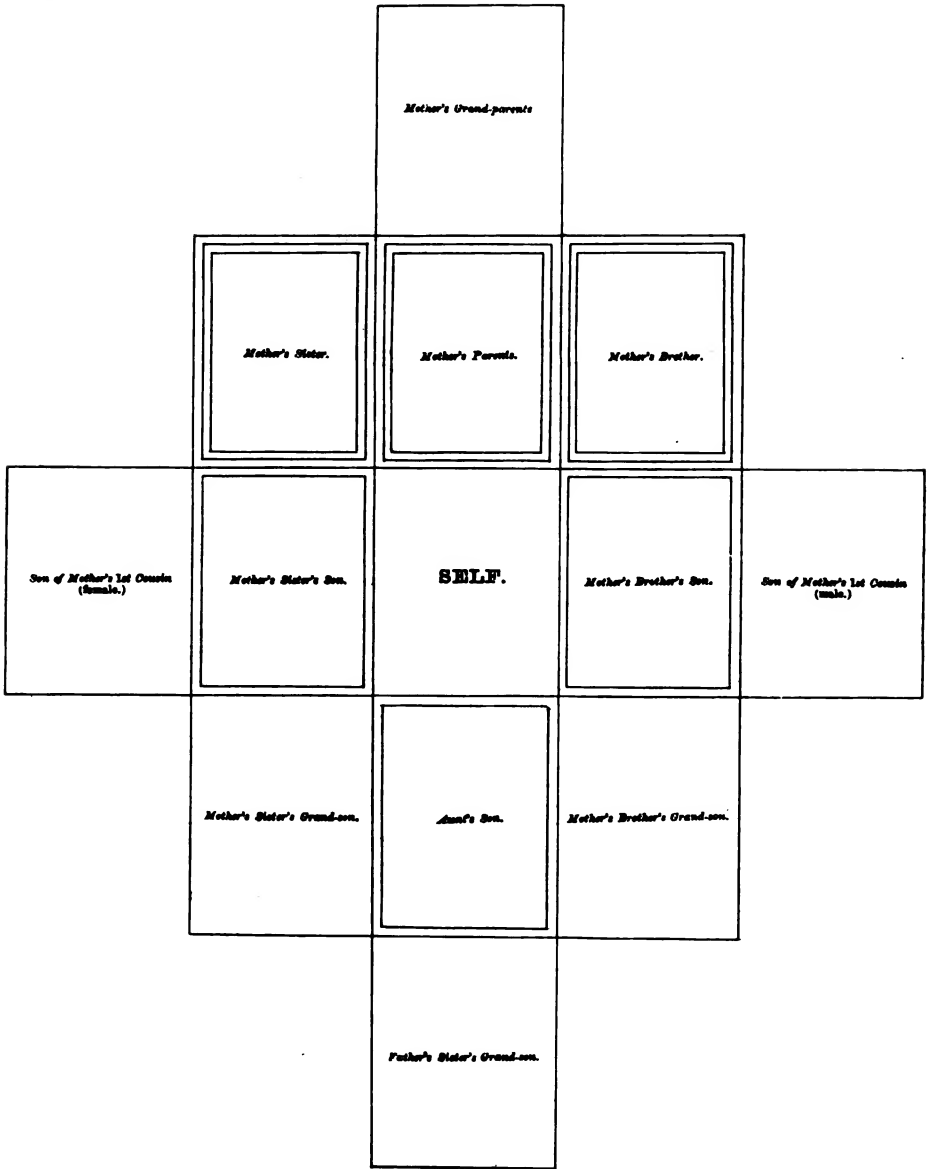 Mother's Grand-parents
Mother's Sister.
Mother's Parents.
Mother's Brother.
Son of Mother's 1st Cousin
(female.)
Mother's Sister's Son.
SELF.
Mother's Brother's Son.
Son of Mother's 1st Cousin
(male.)
Mother's Sister's Grand-son.
Aunt's Son.
Mother's Brother's Grand-son.
Father's Sister's Grand-son.